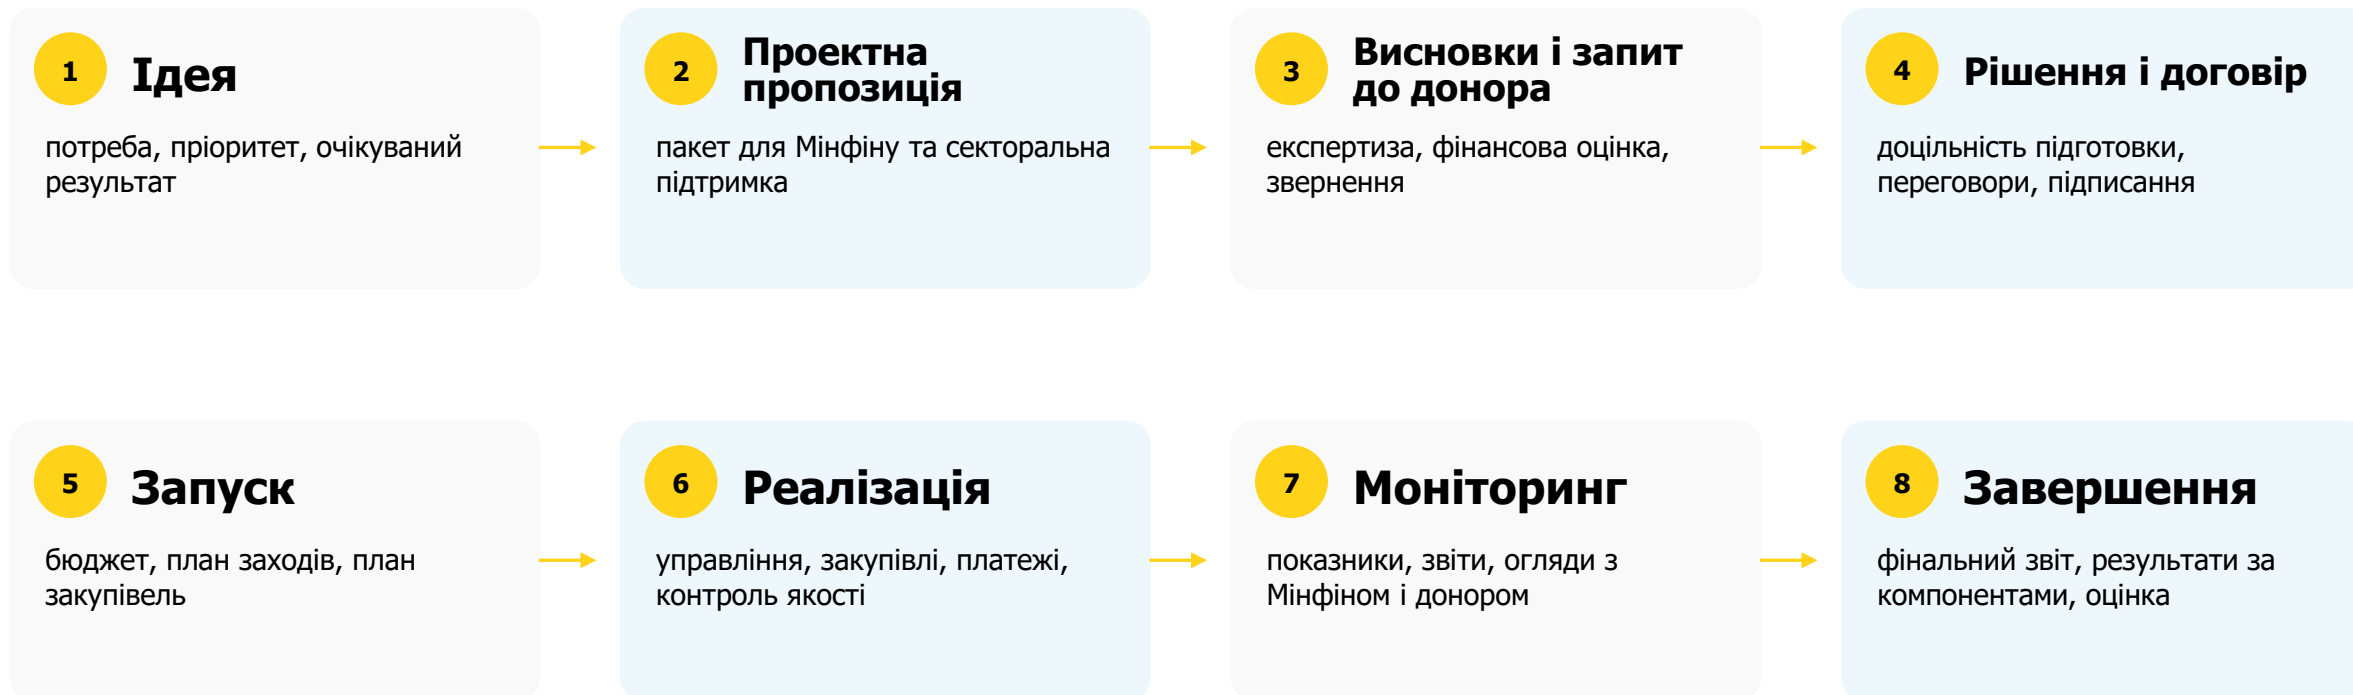 1
Ідея
потреба, пріоритет, очікуваний
результат
2
Проектна
пропозиція
пакет для Мінфіну та секторальна
підтримка
3
Висновки і запит
до донора
експертиза, фінансова оцінка,
звернення
4
Рішення і договір
доцільність підготовки,
переговори, підписання
5
Запуск
бюджет, план заходів, план
закупівель
6
Реалізація
управління, закупівлі, платежі,
контроль якості
7
Моніторинг
показники, звіти, огляди з
Мінфіном і донором
8
Завершення
фінальний звіт, результати за
компонентами, оцінка